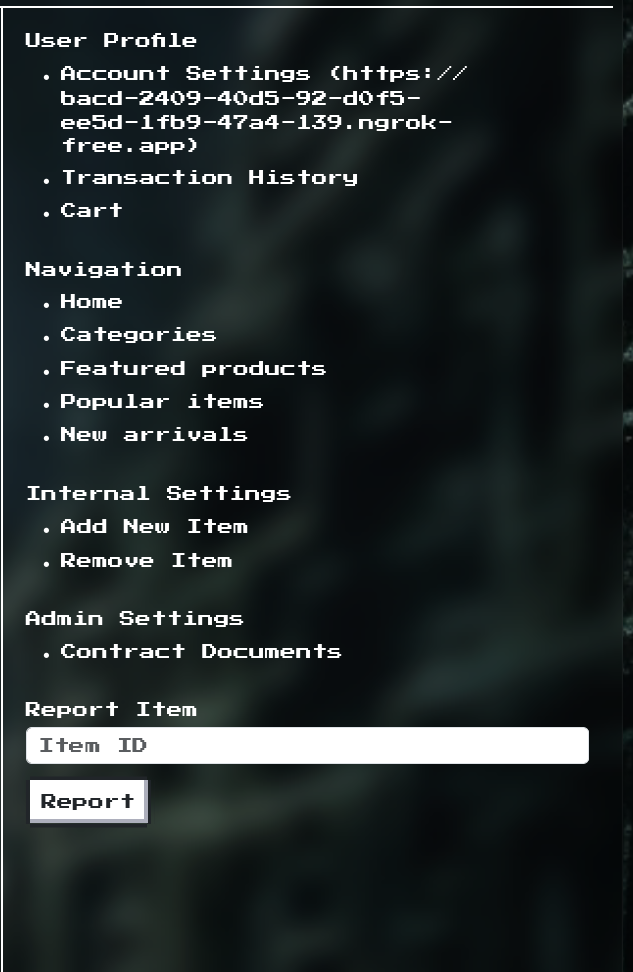 User Profile
Account Settings (https://
bacd-2409-40d5-92-d0f5-
ee5d-1fb9-47a4-139.ngrok-
free.app)
Transaction History
Cart
Navigation
Home
Categories
Featured products
Popular items
New arrivals
Internal Settings
Add New Item
Remove Item
Admin Settings
Contract Documents
Report Item
Item ID
Report